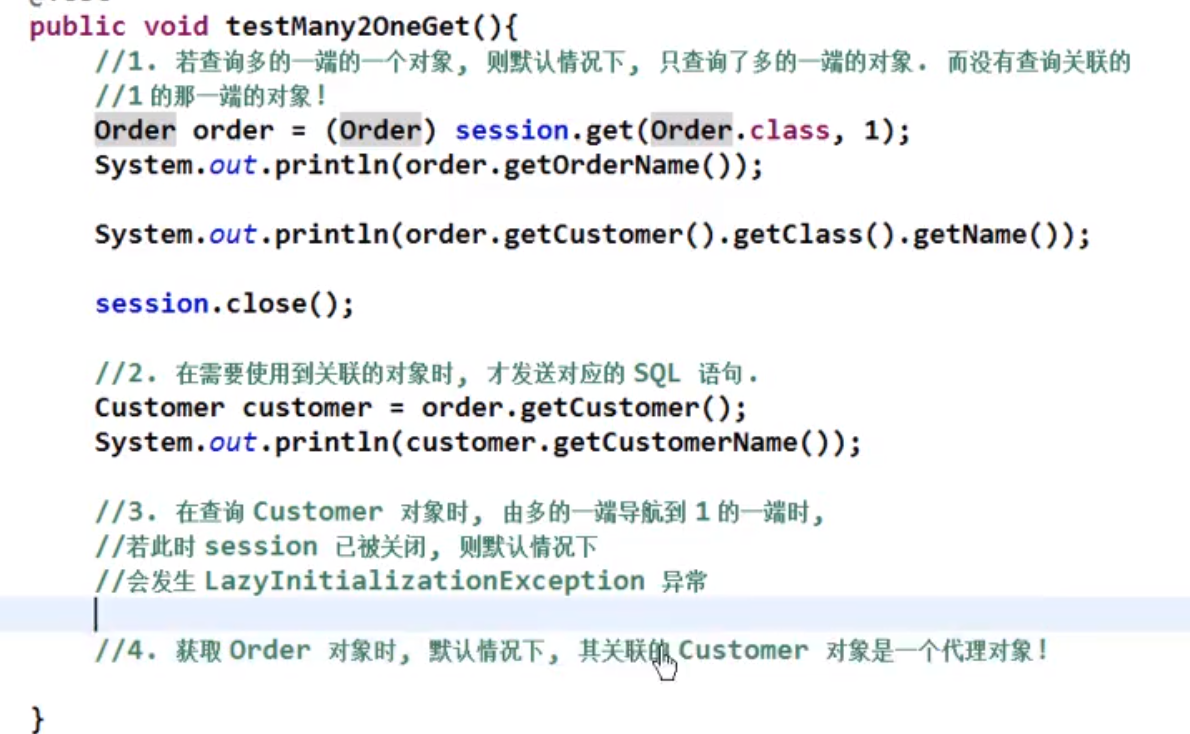 public void testMany2OneGet(){
//1. 若查询多的一端的一个对象, 则默认情况下, 只查询了多的一端的对象. 而没有查询关联的
//1 的那一端的对象!
Order order = (Order) session.get(Order.class, 1);
System.out.println(order.getOrderName());
System.out.println(order.getCustomer().getClass().getName());
session.close();
//2. 在需要使用到关联的对象时, 才发送对应的 SQL 语句.
Customer customer = order.getCustomer();
System.out.println(customer.getCustomerName());
//3. 在查询 Customer 对象时, 由多的一端导航到 1 的一端时,
//若此时 session 已被关闭, 则默认情况下
//会发生 LazyInitializationException 异常
//4. 获取 Order 对象时, 默认情况下, 其关联的 Customer 对象是一个代理对象!
}